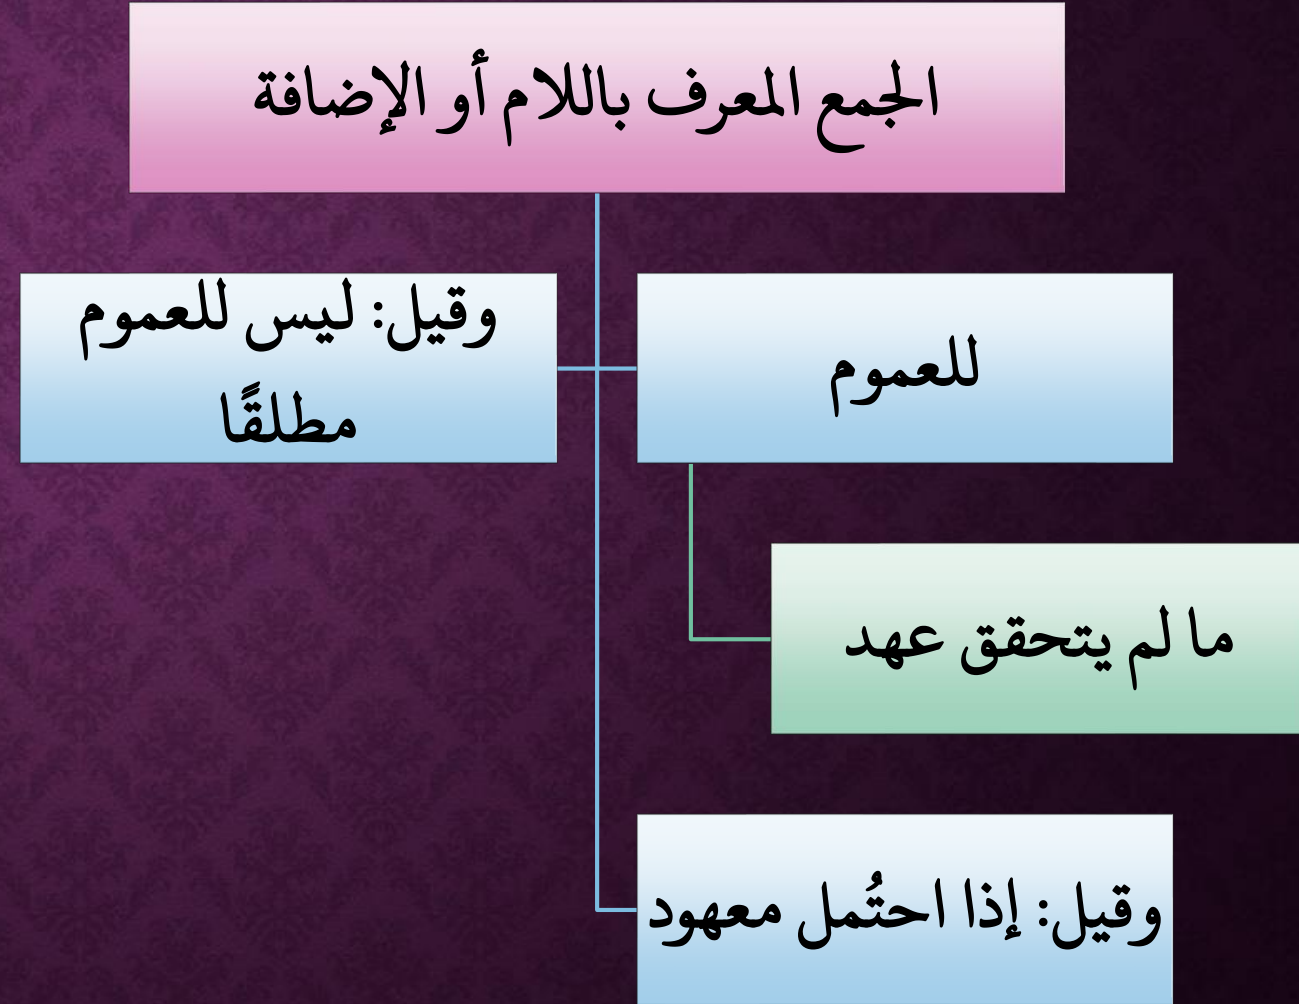 الجمع المعرف باللام أو الإضافة
للعموم
وقيل: ليس للعموم
مطلقًا
ما لم يتحقق عهد
وقيل: إذا احتُمل معهود